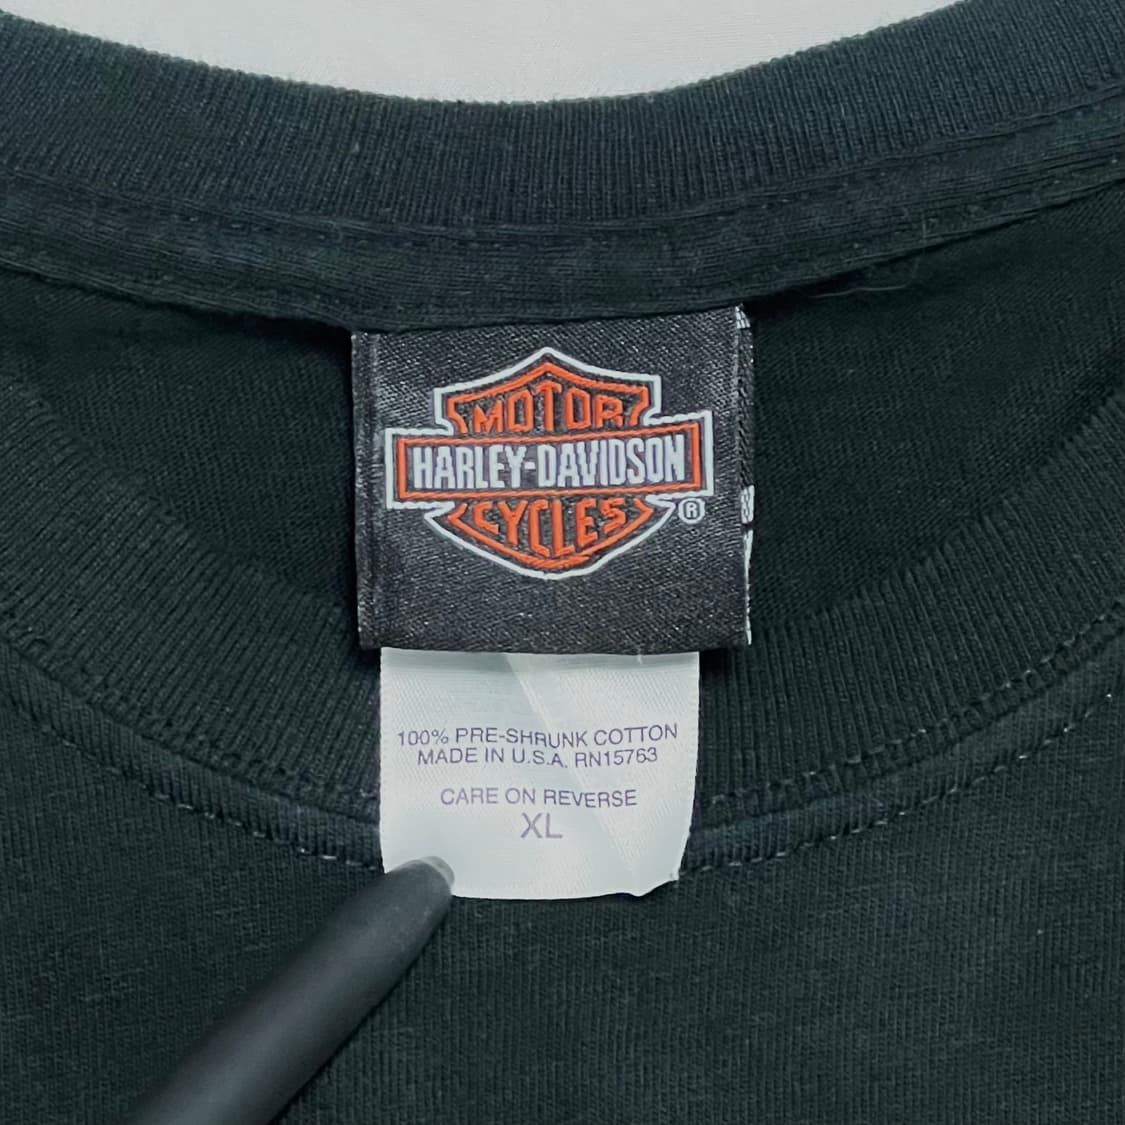 MOTOR
HARLEY-DAVIDSON
CYCLES
®
100% PRE-SHRUNK COTTON
MADE IN U.S.A. RN15763
CARE ON REVERSE
XL